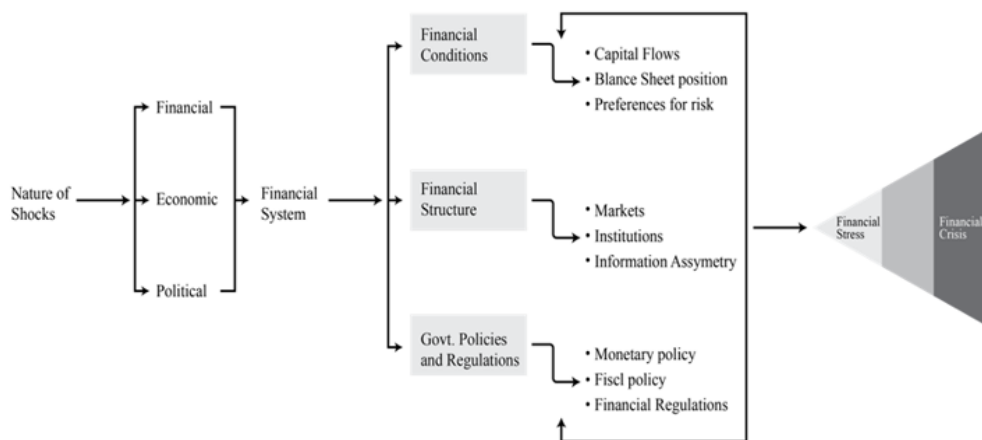 Nature of
Shocks
Financial
Economic
Political
Financial
System
Financial
Conditions
• Capital Flows
• Blance Sheet position
• Preferences for risk
Financial
Structure
• Markets
• Institutions
• Information Assymetry
Govt. Policies
and Regulations
• Monetary policy
• Fiscl policy
• Financial Regulations
Financial
Stress
Financial
Crisis